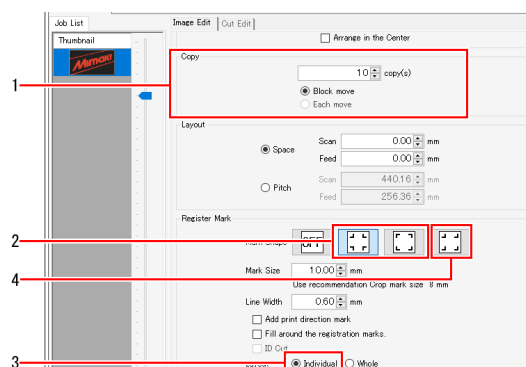 Job List
Image Edit
Cut Edit
Thumbnail
Mimaki
Arrange in the Center
Copy
1
10 copy(s)
Block move
Each move
Layout
Space
Scan 0.00 mm
Feed 0.00 mm
Pitch
Scan 440.16 mm
Feed 256.36 mm
Register Mark
2
Mark Shape OFF
4
Mark Size 10.00 mm
Use recommendation Crop mark size 8 mm
Line Width 0.60 mm
Add print direction mark
Fill around the registration marks.
ID Cut
3
Individual
Whole